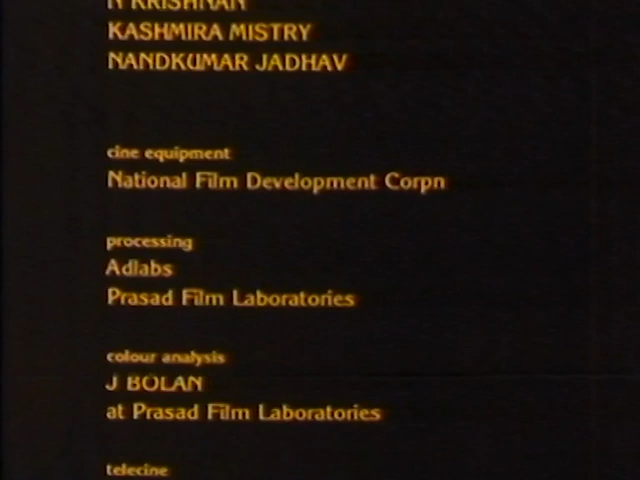 N KRISHNAN
KASHMIRA MISTRY
NANDKUMAR JADHAV
cine equipment
National Film Development Corpn
processing
Adlabs
Prasad Film Laboratories
colour analysis
J BOLAN
at Prasad Film Laboratories
telecine